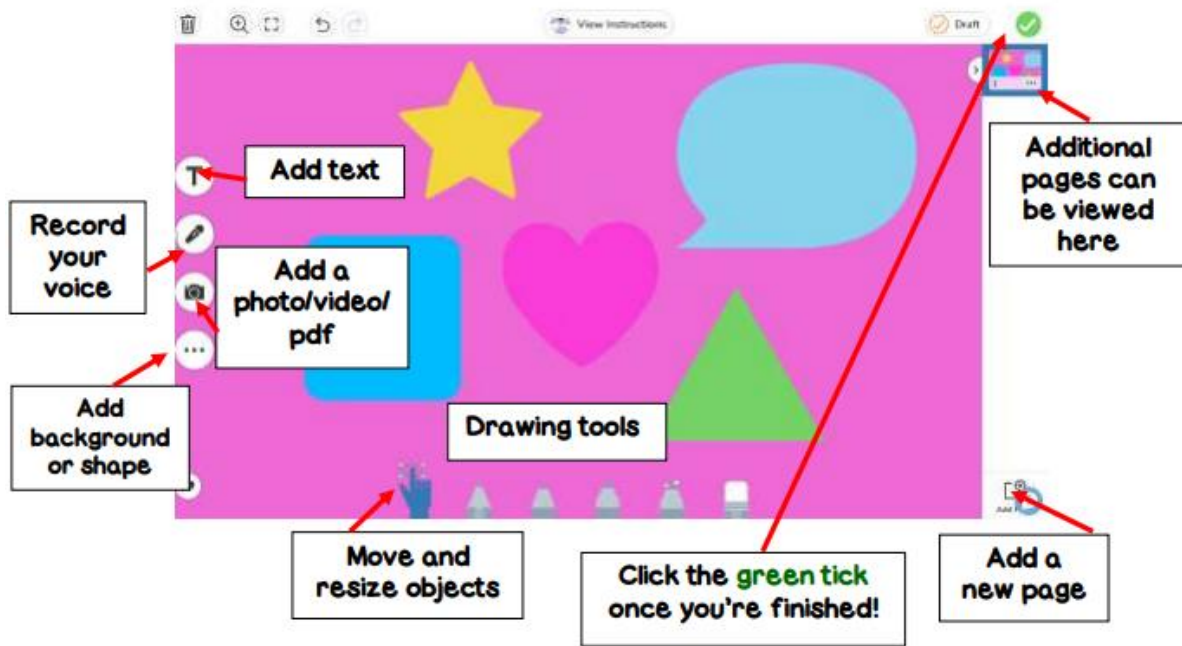 View Instructions
Draft
Add text
Record
your
voice
Add a
photo/video/
pdf
Add
background
or shape
Drawing tools
Move and
resize objects
Click the green tick
once you're finished!
Additional
pages can
be viewed
here
Add
Add a
new page